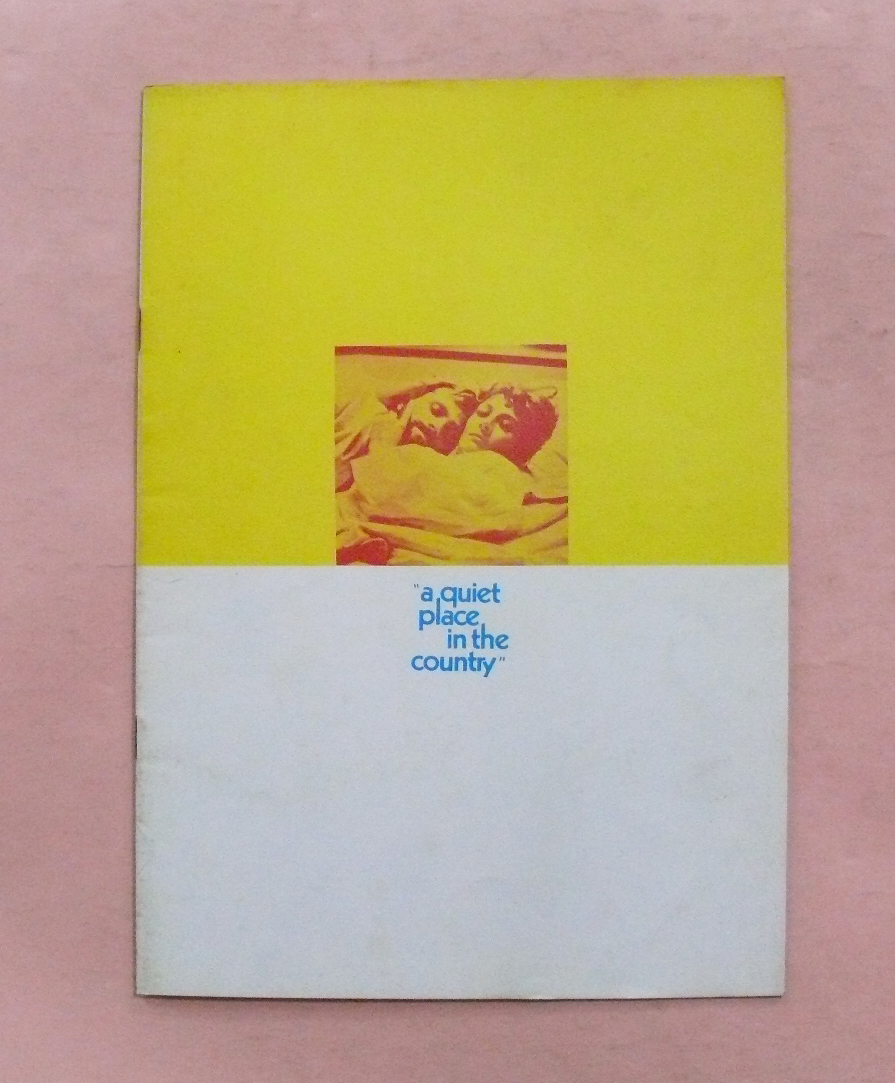 "a quiet
place
in the
country"